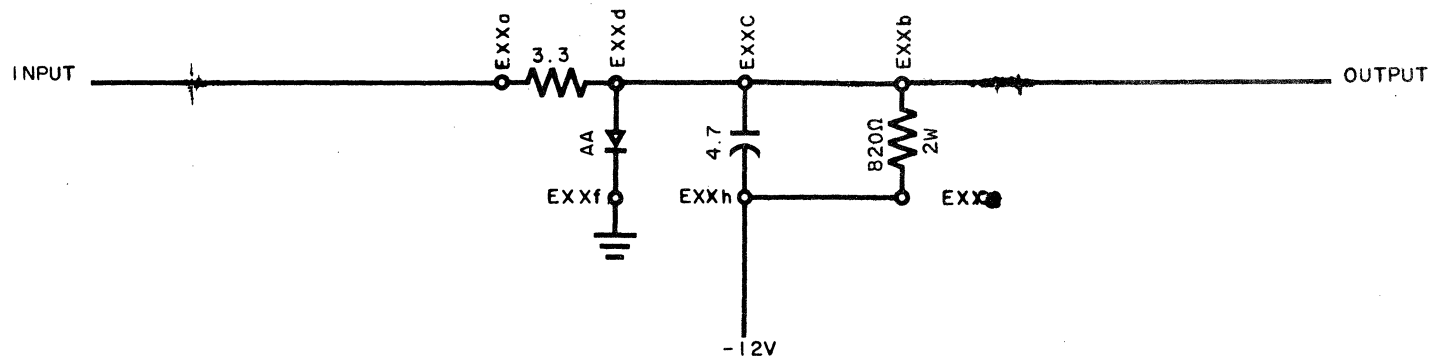 EXXa
EXXd
EXXC
EXXb
INPUT
3.3
OUTPUT
AA
4.7
820Ω
2W
EXXf
EXXh
-12V